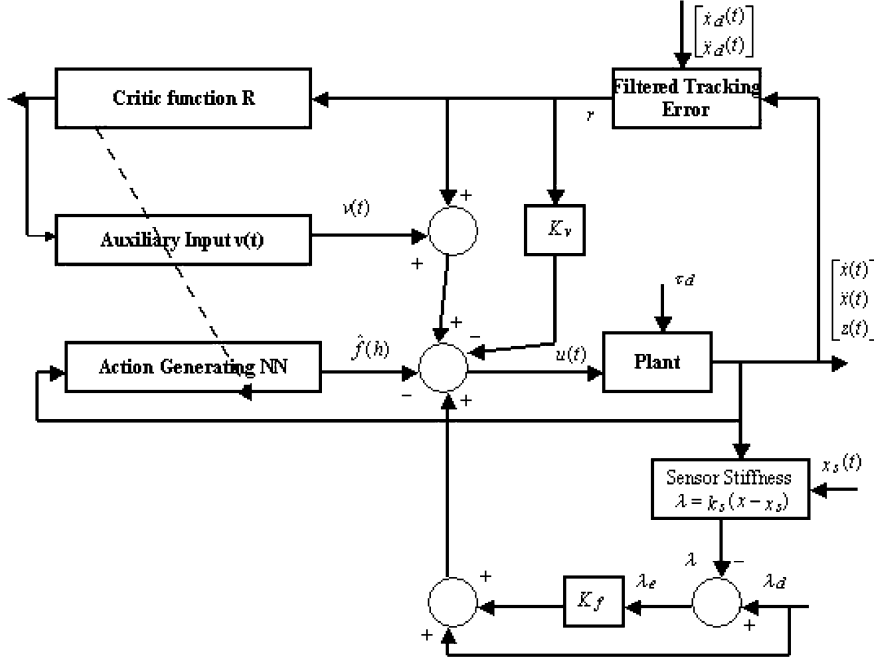 ẋd(t)
ẍd(t)
Critic function R
Filtered Tracking
Error
r
+
v(t)
Auxiliary Input v(t)
+
Kv
τd
ẋ(t)
ẍ(t)
z(t)
+
−
Action Generating NN
f̂(h)
u(t)
Plant
−
+
Sensor Stiffness
λ = ks(x − xs)
xs(t)
λ
−
+
Kf
λe
λd
+
+